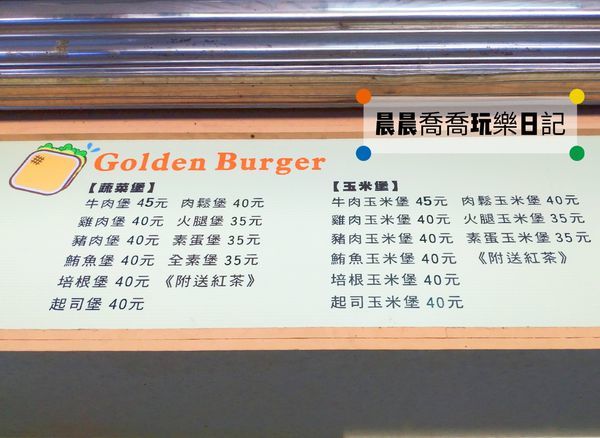 晨晨喬喬玩樂日記
Golden Burger
【蔬菜堡】
牛肉堡 45元 肉鬆堡 40元
雞肉堡 40元 火腿堡 35元
豬肉堡 40元 素蛋堡 35元
鮪魚堡 40元 全素堡 35元
培根堡 40元 《附送紅茶》
起司堡 40元
【玉米堡】
牛肉玉米堡 45元 肉鬆玉米堡 40元
雞肉玉米堡 40元 火腿玉米堡 35元
豬肉玉米堡 40元 素蛋玉米堡 35元
鮪魚玉米堡 40元 《附送紅茶》
培根玉米堡 40元
起司玉米堡 40元